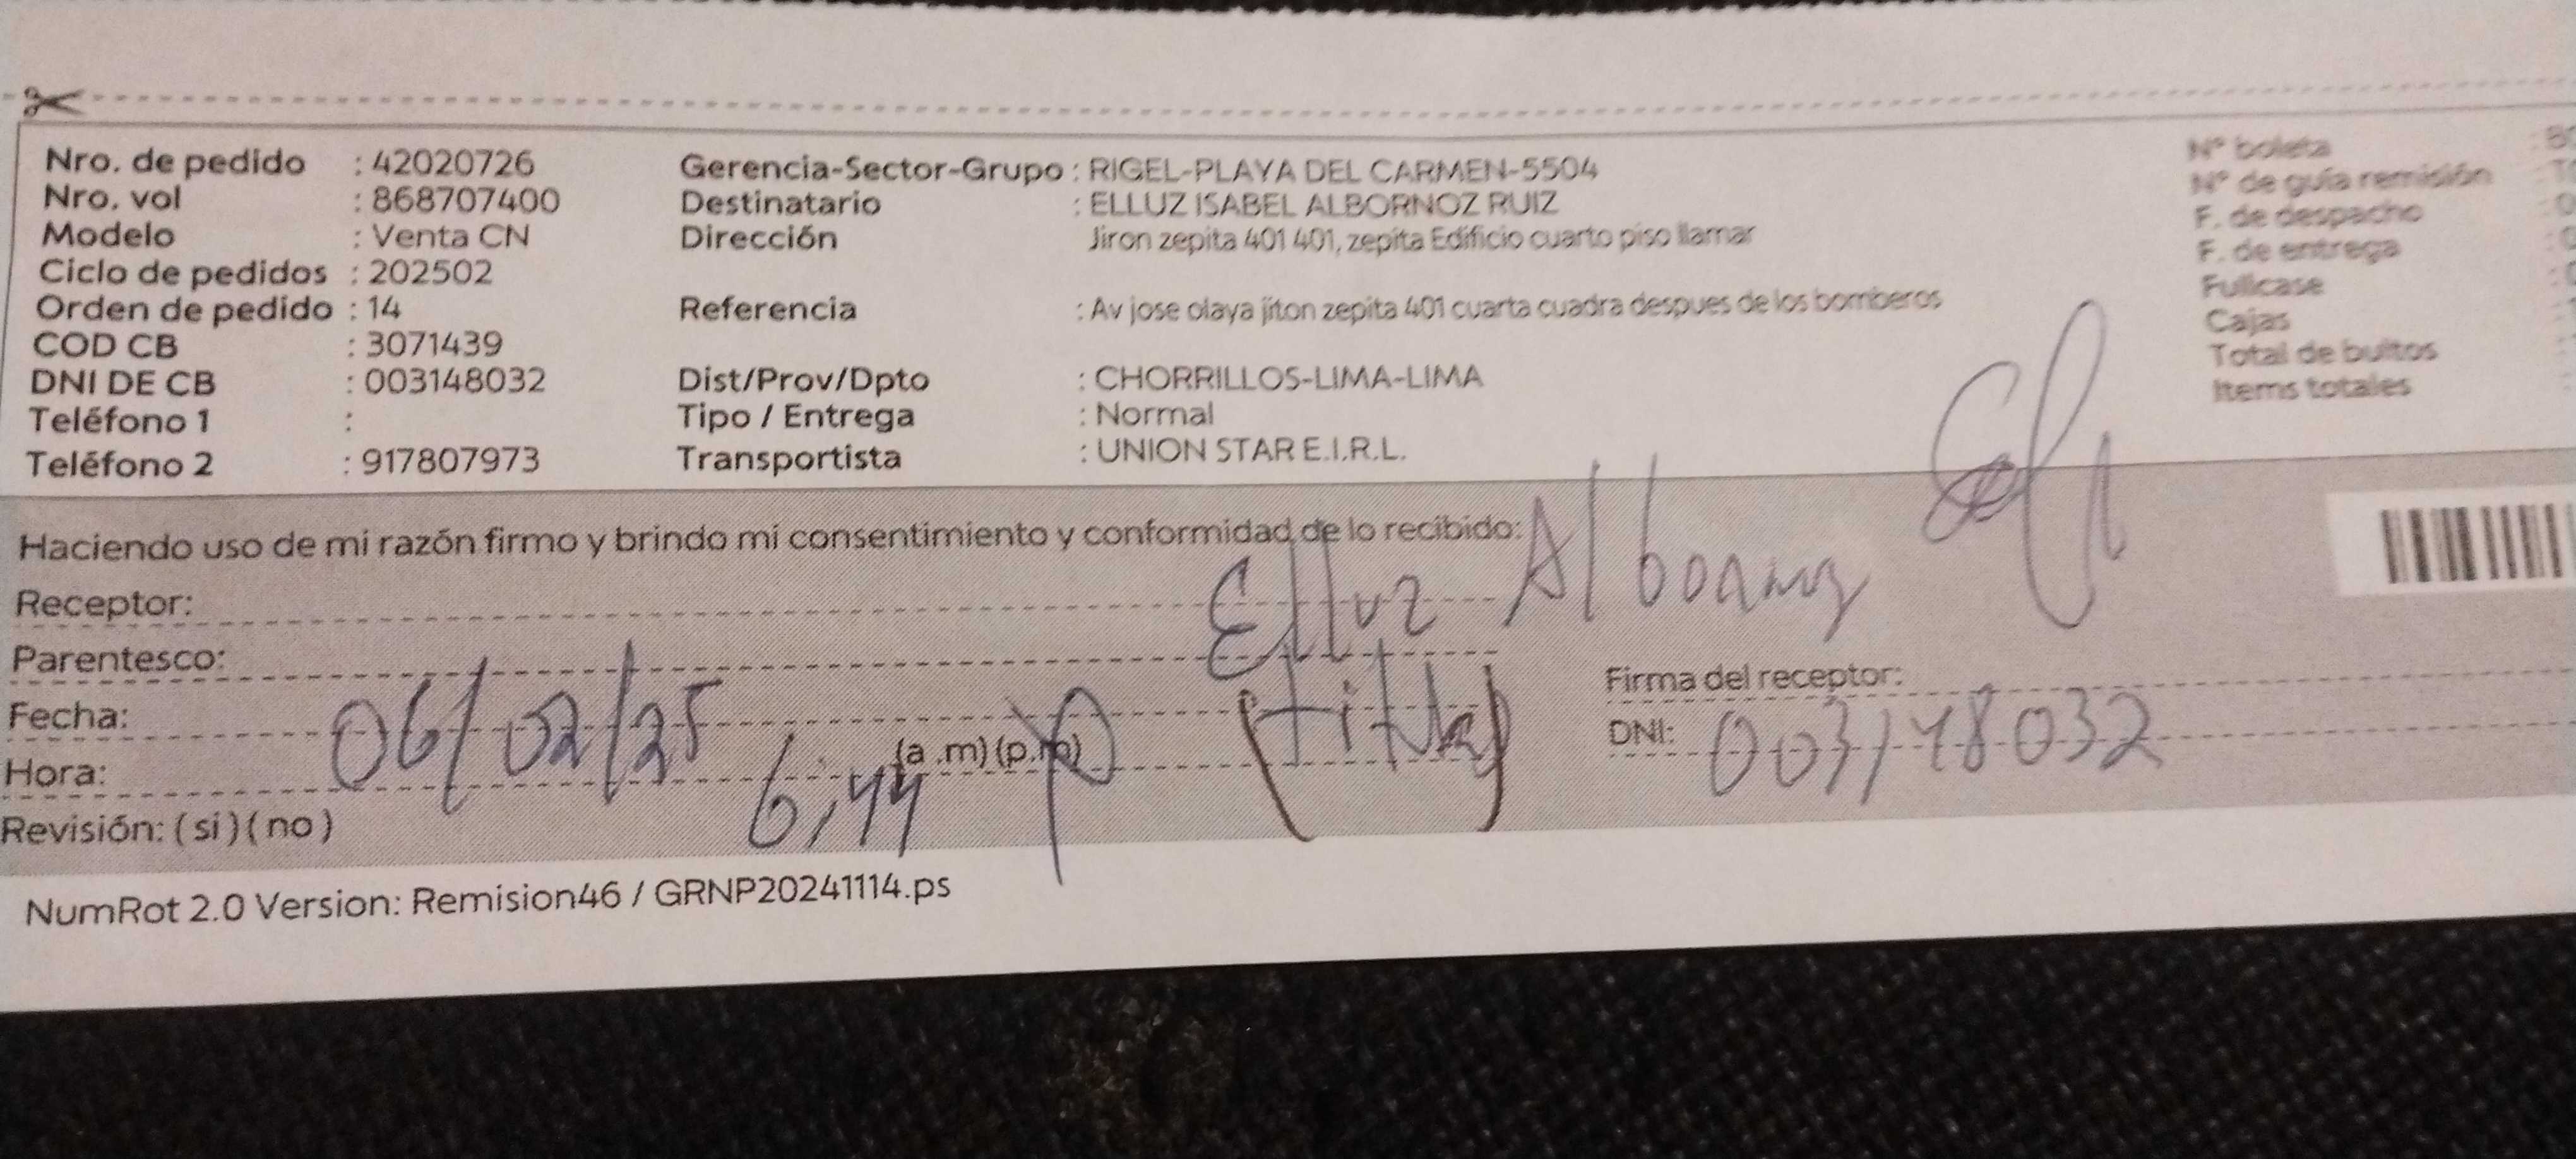 Nro. de pedido : 42020726
Nro. vol : 868707400
Modelo : Venta CN
Ciclo de pedidos : 202502
Orden de pedido : 14
COD CB : 3071439
DNI DE CB : 003148032
Teléfono 1 :
Teléfono 2 : 917807973
Gerencia-Sector-Grupo : RIGEL-PLAYA DEL CARMEN-5504
Destinatario : ELLUZ ISABEL ALBORNOZ RUIZ
Dirección Jiron zepita 401 401, zepita Edificio cuarto piso llamar
Referencia : Av jose olaya jiton zepita 401 cuarta cuadra despues de los bomberos
Dist/Prov/Dpto : CHORRILLOS-LIMA-LIMA
Tipo / Entrega : Normal
Transportista : UNION STAR E.I.R.L.
Nº boleta
Nº de guía remisión
F. de despacho
F. de entrega
Fullcase
Cajas
Total de bultos
Items totales
Haciendo uso de mi razón firmo y brindo mi consentimiento y conformidad de lo recibido:
Receptor: Elluz Albornoz
Parentesco: (titular)
Fecha: 06/02/25
Hora: 6:44 (a .m) (p.m) p
Revisión: ( si ) ( no )
Firma del receptor:
DNI: 003148032
NumRot 2.0 Version: Remision46 / GRNP20241114.ps